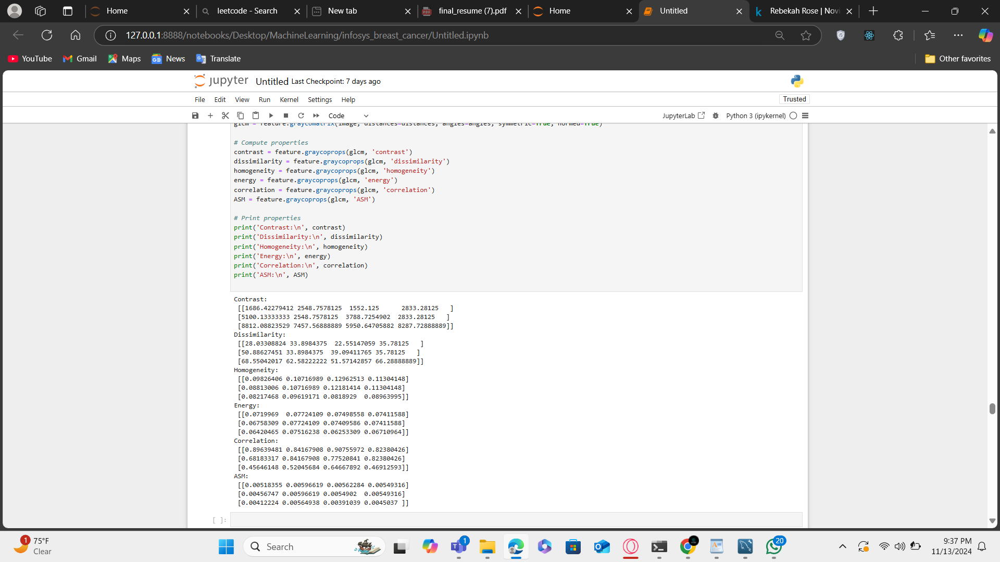 Home
leetcode - Search
New tab
final_resume (7).pdf
Home
Untitled
Rebekah Rose | Novi
127.0.0.1:8888/notebooks/Desktop/MachineLearning/infosys_breast_cancer/Untitled.ipynb
YouTube
Gmail
Maps
News
Translate
Other favorites
jupyter Untitled Last Checkpoint: 7 days ago
File Edit View Run Kernel Settings Help
Trusted
Code
JupyterLab
Python 3 (ipykernel)
glcm = feature.graycomatrix(image, distances=distances, angles=angles, symmetric=True, normed=True)
# Compute properties
contrast = feature.graycoprops(glcm, 'contrast')
dissimilarity = feature.graycoprops(glcm, 'dissimilarity')
homogeneity = feature.graycoprops(glcm, 'homogeneity')
energy = feature.graycoprops(glcm, 'energy')
correlation = feature.graycoprops(glcm, 'correlation')
ASM = feature.graycoprops(glcm, 'ASM')
# Print properties
print('Contrast:\n', contrast)
print('Dissimilarity:\n', dissimilarity)
print('Homogeneity:\n', homogeneity)
print('Energy:\n', energy)
print('Correlation:\n', correlation)
print('ASM:\n', ASM)
Contrast:
[[1686.42279412 2548.7578125  1552.125      2833.28125   ]
[5100.13333333 2548.7578125  3788.7254902  2833.28125   ]
[8812.08823529 7457.56888889 5950.64705882 8287.72888889]]
Dissimilarity:
[[28.03308824 33.8984375  22.55147059 35.78125   ]
[50.88627451 33.8984375  39.09411765 35.78125   ]
[68.55042017 62.58222222 51.57142857 66.28888889]]
Homogeneity:
[[0.09826406 0.10716989 0.12962513 0.11304148]
[0.08813006 0.10716989 0.12181414 0.11304148]
[0.08217468 0.09619171 0.0818929  0.08963995]]
Energy:
[[0.0719969  0.07724109 0.07498558 0.07411588]
[0.06758309 0.07724109 0.07409586 0.07411588]
[0.06420465 0.07516238 0.06253309 0.06710964]]
Correlation:
[[0.89639481 0.84167908 0.90755972 0.82380426]
[0.68183317 0.84167908 0.77520841 0.82380426]
[0.45646148 0.52045684 0.64667892 0.46912593]]
ASM:
[[0.00518355 0.00596619 0.00562284 0.00549316]
[0.00456747 0.00596619 0.0054902  0.00549316]
[0.00412224 0.00564938 0.00391039 0.0045037 ]]
[ ]:
1
75°F
Clear
Search
1
20
9:37 PM
11/13/2024